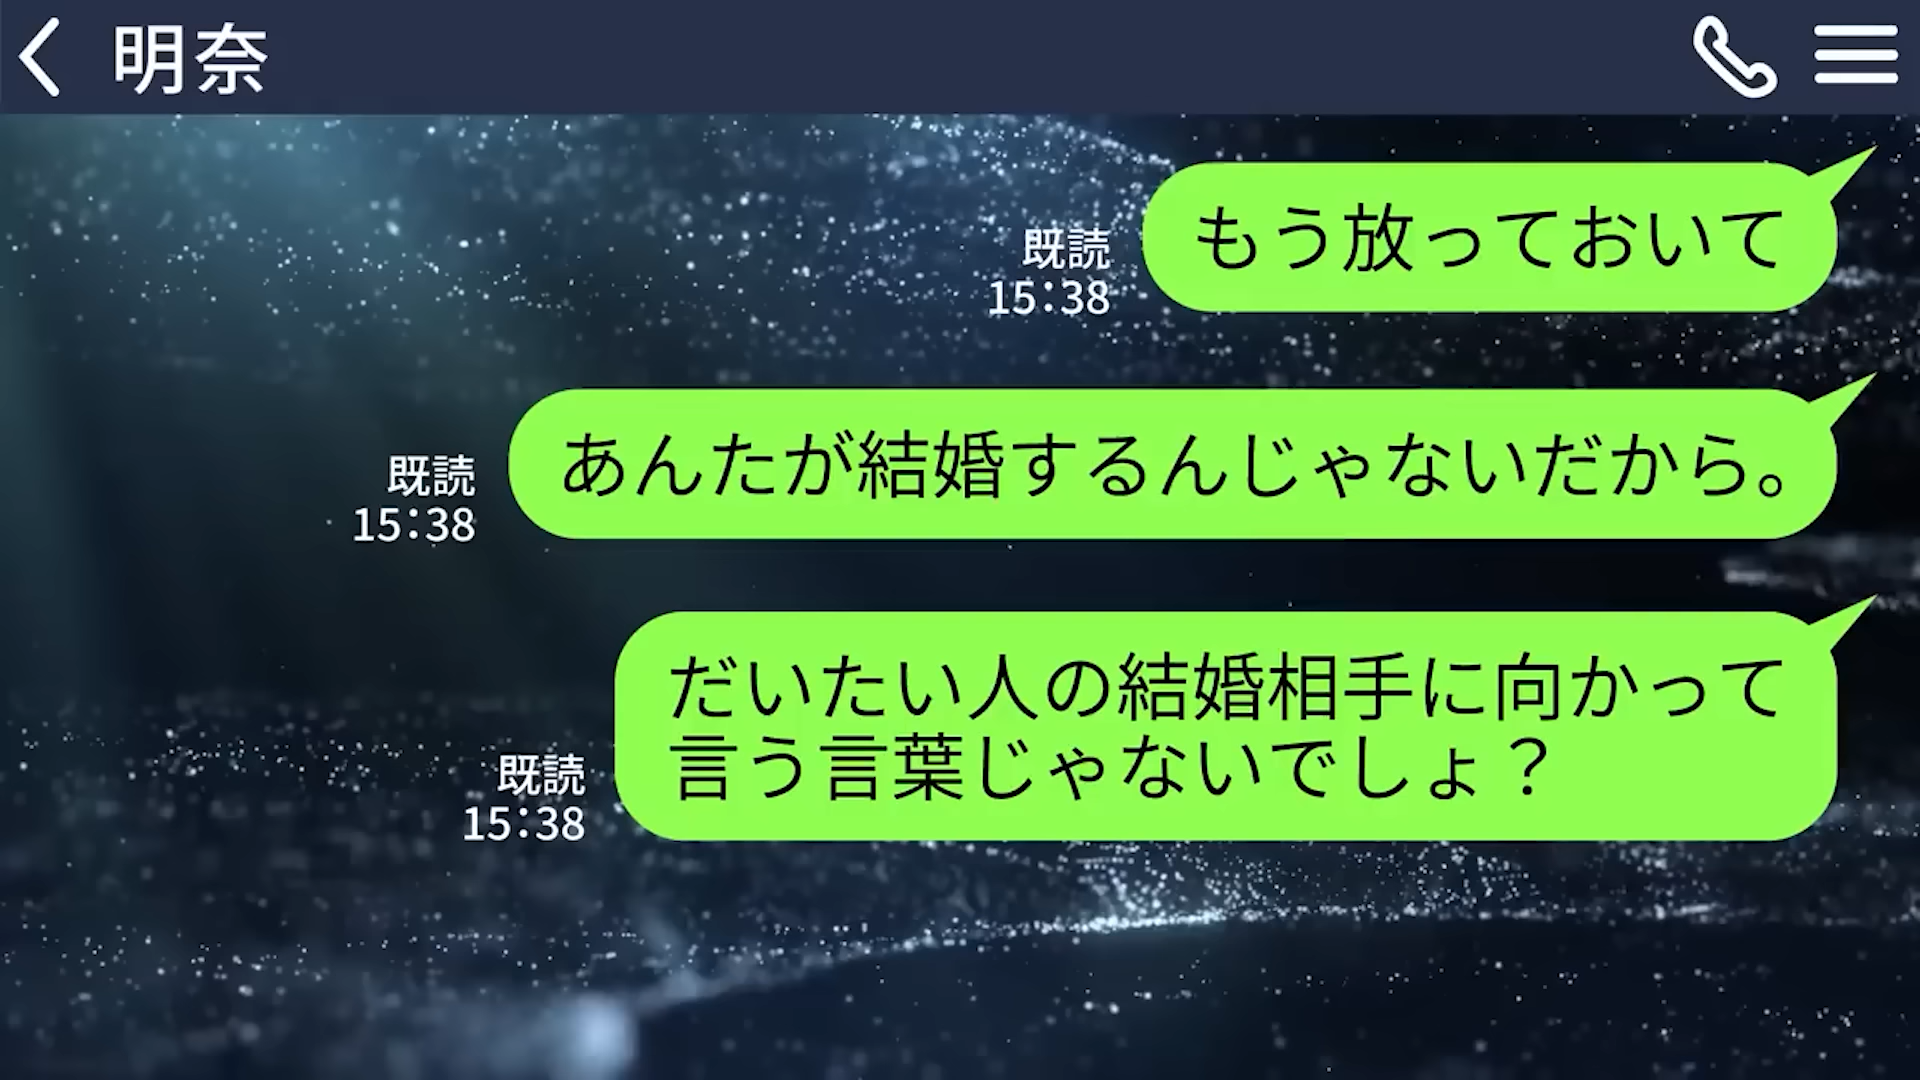 明奈
もう放っておいて
既読
15:38
あんたが結婚するんじゃないだから。
既読
15:38
だいたい人の結婚相手に向かって
言う言葉じゃないでしょ？
既読
15:38